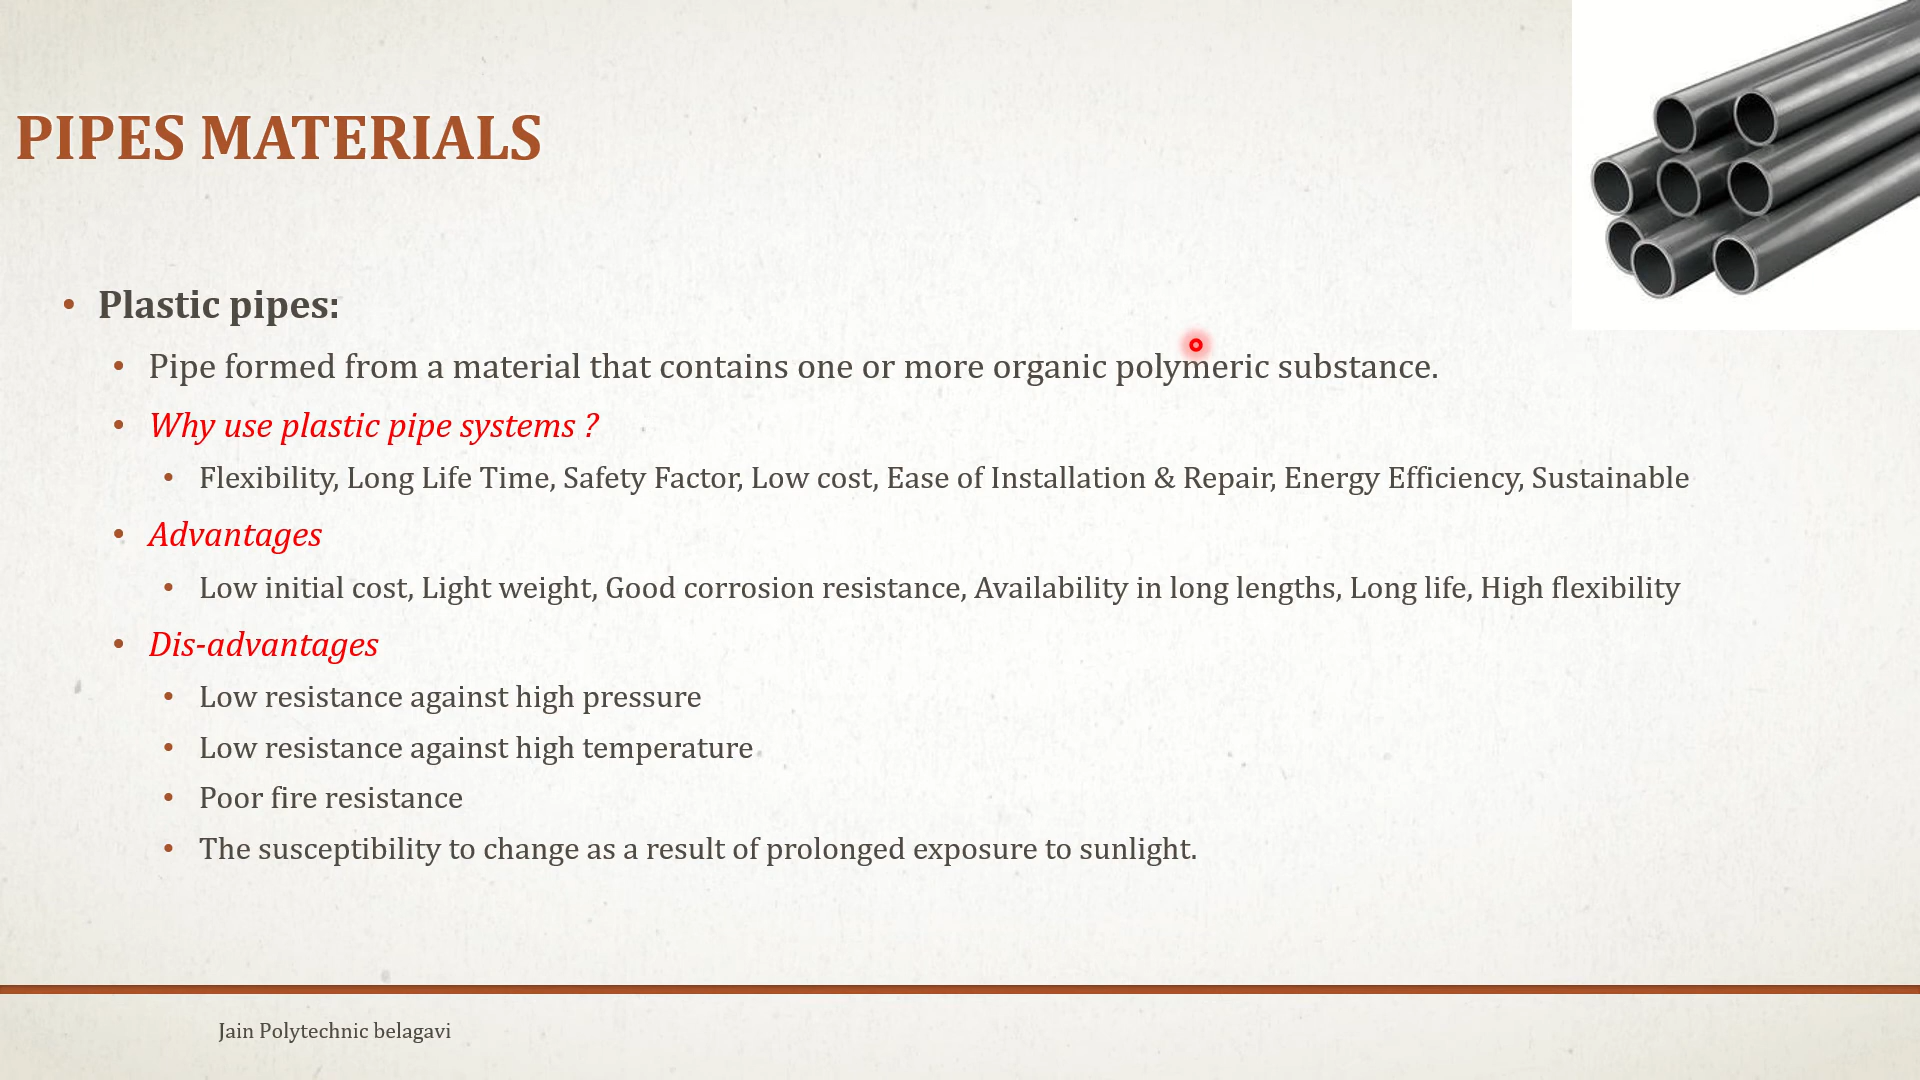 PIPES MATERIALS
• Plastic pipes:
• Pipe formed from a material that contains one or more organic polymeric substance.
• Why use plastic pipe systems ?
• Flexibility, Long Life Time, Safety Factor, Low cost, Ease of Installation & Repair, Energy Efficiency, Sustainable
• Advantages
• Low initial cost, Light weight, Good corrosion resistance, Availability in long lengths, Long life, High flexibility
• Dis-advantages
• Low resistance against high pressure
• Low resistance against high temperature
• Poor fire resistance
• The susceptibility to change as a result of prolonged exposure to sunlight.
Jain Polytechnic belagavi